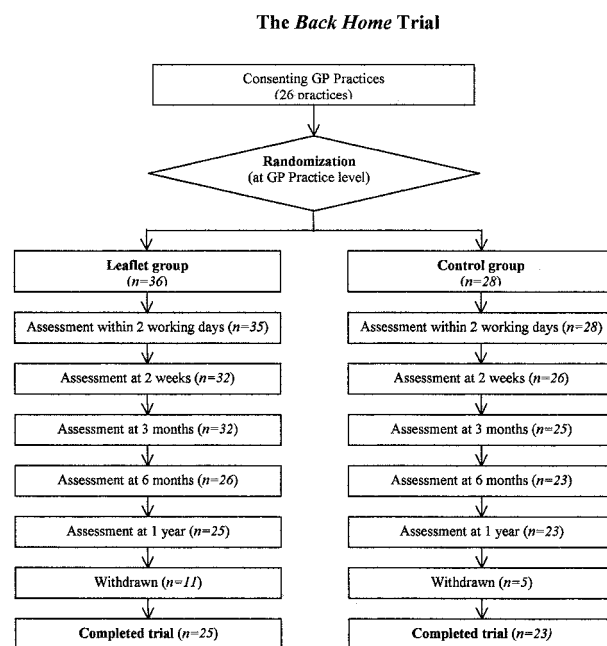 The Back Home Trial
Consenting GP Practices
(26 practices)
Randomization
(at GP Practice level)
Leaflet group
(n=36)
Assessment within 2 working days (n=35)
Assessment at 2 weeks (n=32)
Assessment at 3 months (n=32)
Assessment at 6 months (n=26)
Assessment at 1 year (n=25)
Withdrawn (n=11)
Completed trial (n=25)
Control group
(n=28)
Assessment within 2 working days (n=28)
Assessment at 2 weeks (n=26)
Assessment at 3 months (n=25)
Assessment at 6 months (n=23)
Assessment at 1 year (n=23)
Withdrawn (n=5)
Completed trial (n=23)